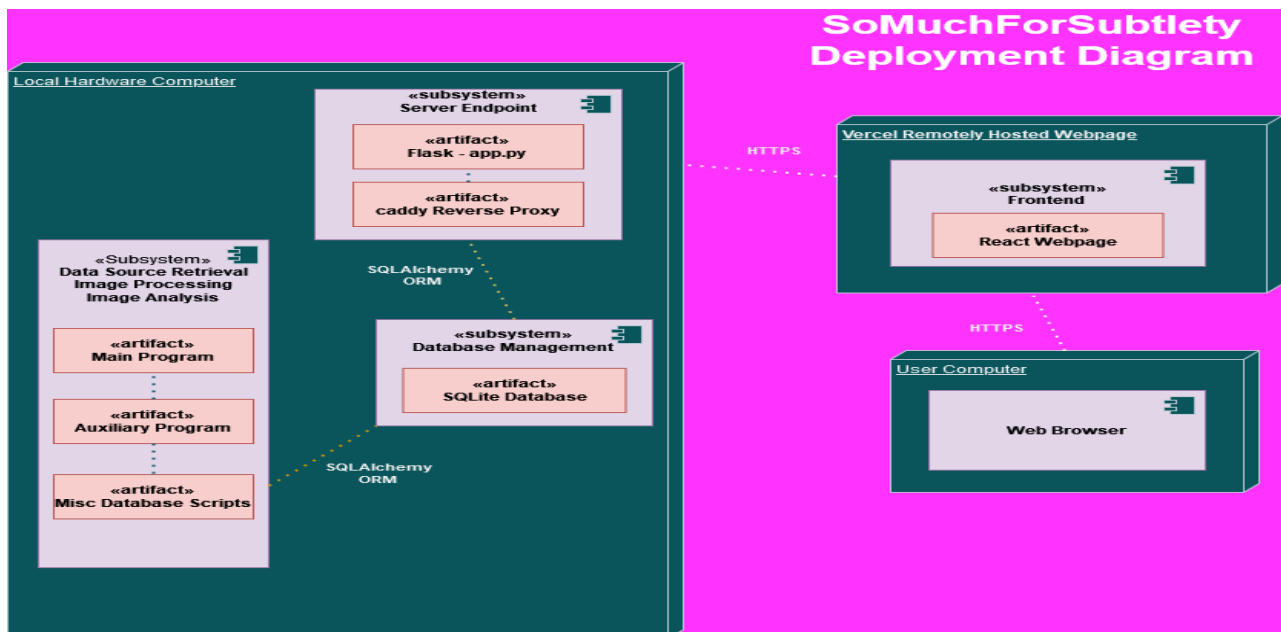 SoMuchForSubtlety
Deployment Diagram
Local Hardware Computer
«subsystem»
Server Endpoint
«artifact»
Flask - app.py
«artifact»
caddy Reverse Proxy
«Subsystem»
Data Source Retrieval
Image Processing
Image Analysis
«artifact»
Main Program
«artifact»
Auxiliary Program
«artifact»
Misc Database Scripts
SQLAlchemy
ORM
«subsystem»
Database Management
«artifact»
SQLite Database
SQLAlchemy
ORM
HTTPS
Vercel Remotely Hosted Webpage
«subsystem»
Frontend
«artifact»
React Webpage
HTTPS
User Computer
Web Browser